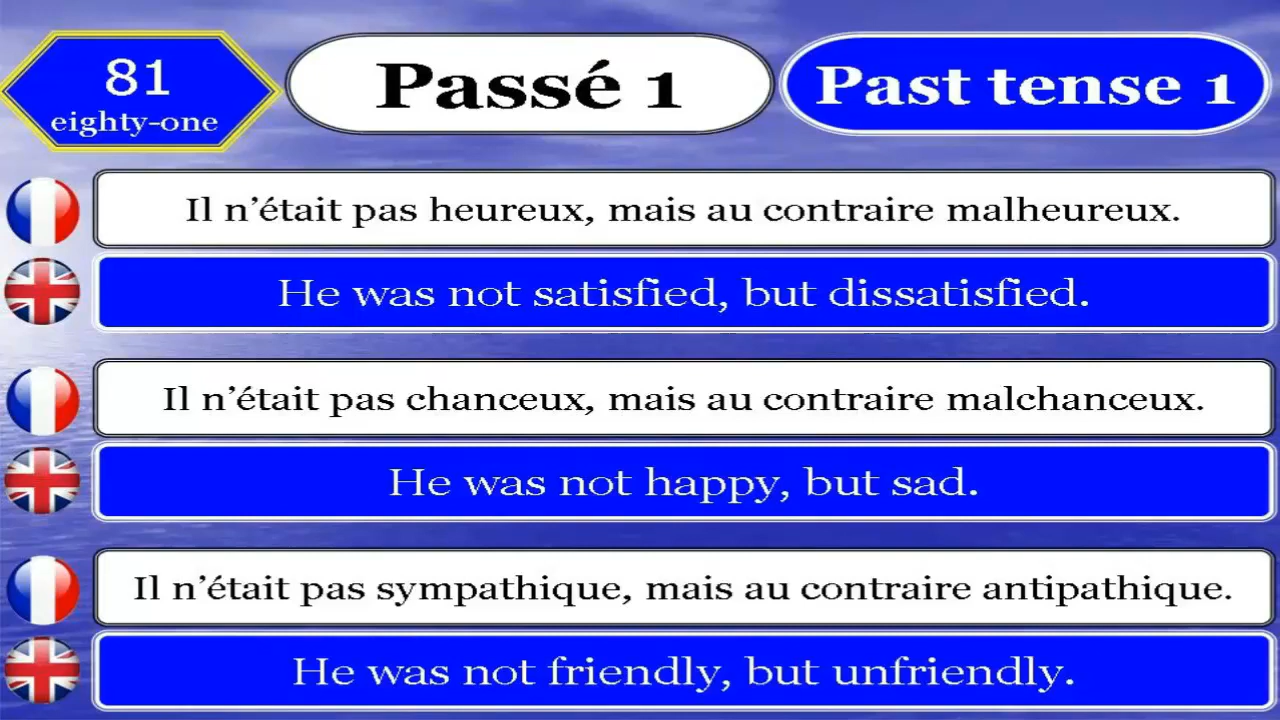 81
eighty-one
Passé 1
Past tense 1
Il n’était pas heureux, mais au contraire malheureux.
He was not satisfied, but dissatisfied.
Il n’était pas chanceux, mais au contraire malchanceux.
He was not happy, but sad.
Il n’était pas sympathique, mais au contraire antipathique.
He was not friendly, but unfriendly.